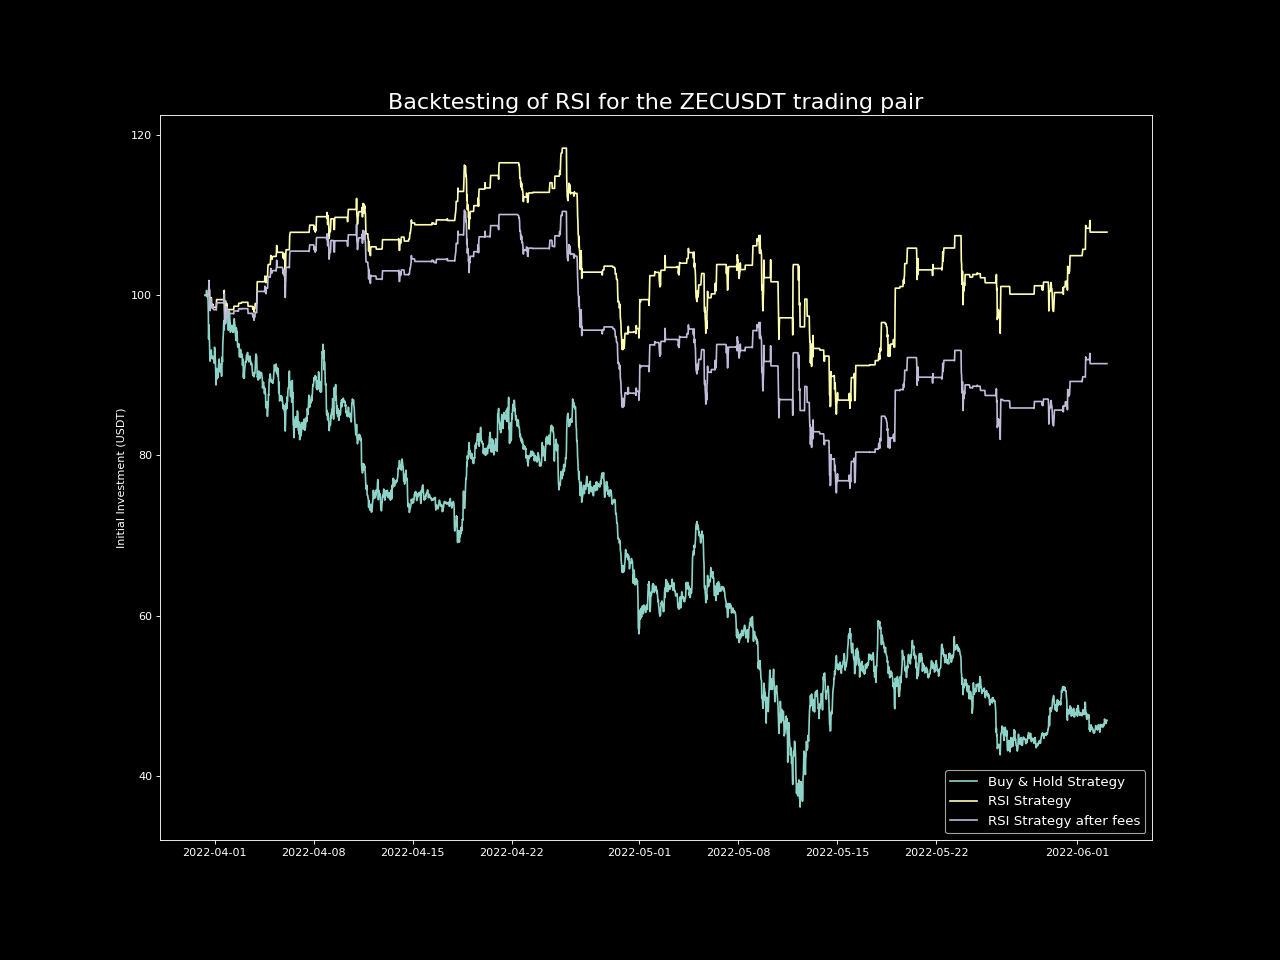 Backtesting of RSI for the ZECUSDT trading pair
Initial Investment (USDT)
120
100
80
60
40
2022-04-01 2022-04-08 2022-04-15 2022-04-22 2022-05-01 2022-05-08 2022-05-15 2022-05-22 2022-06-01
Buy & Hold Strategy
RSI Strategy
RSI Strategy after fees